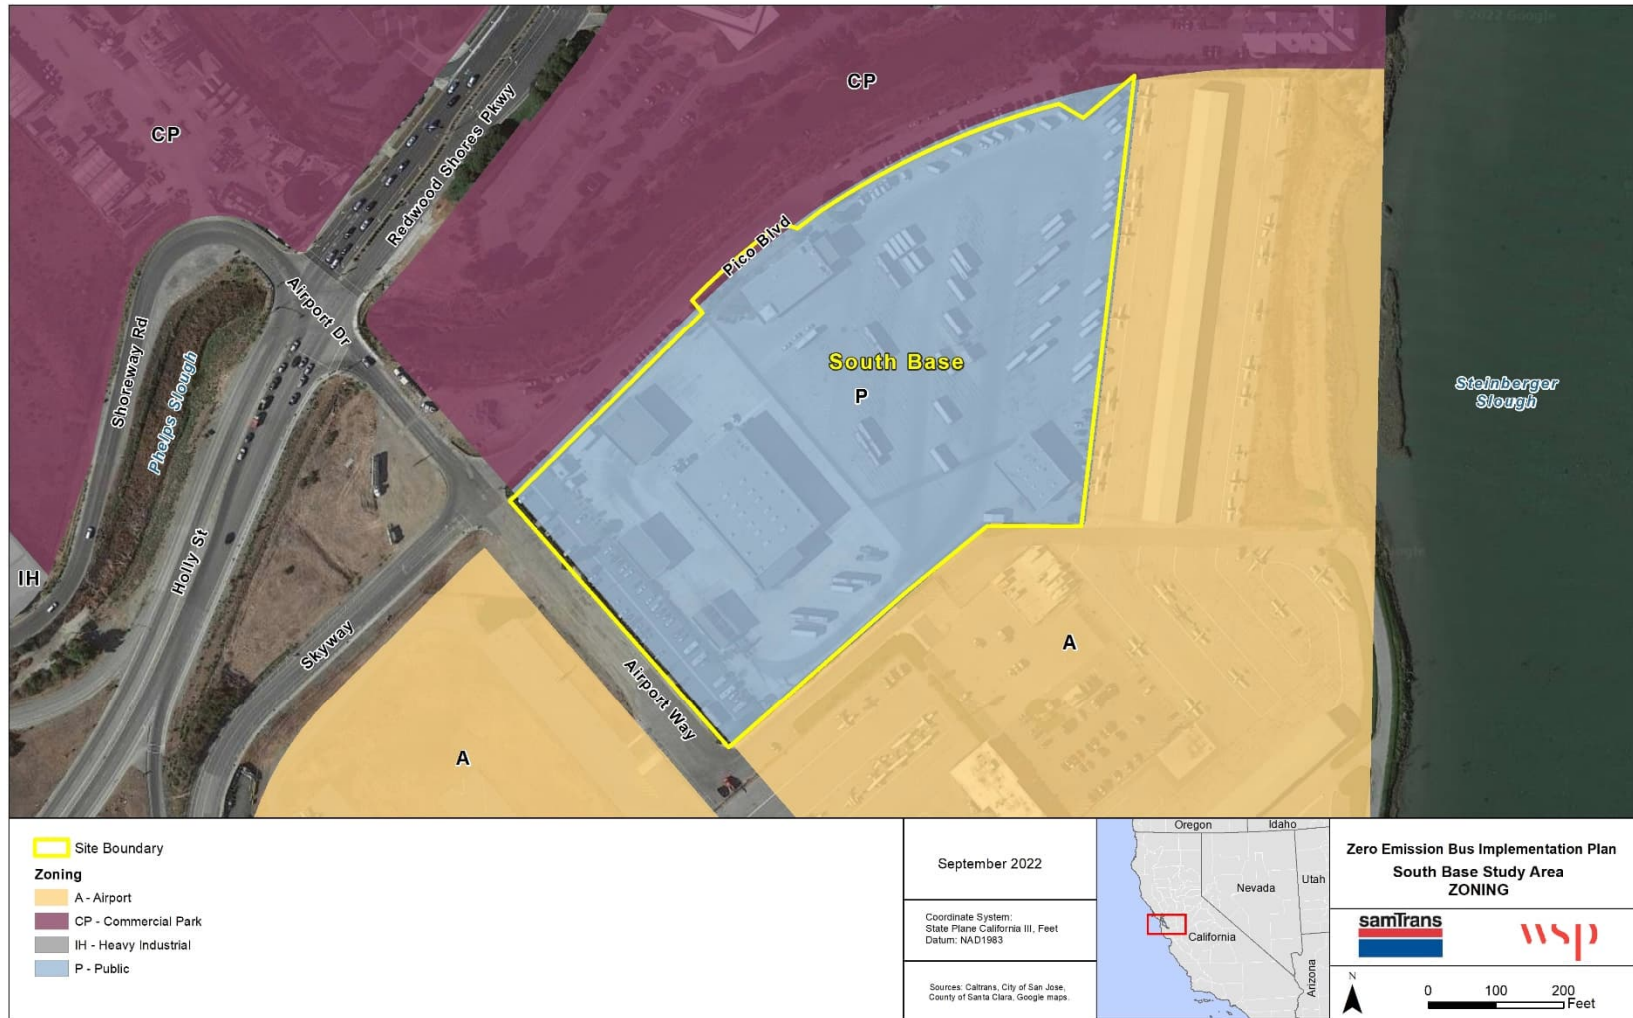 © 2022 Google
CP
CP
Redwood Shores Pkwy
Pico Blvd
Airport Dr
Shoreway Rd
Phelps Slough
South Base
P
Steinberger
Slough
Holly St
IH
Skyway
Airport Way
A
A
Google
Site Boundary
Zoning
A - Airport
CP - Commercial Park
IH - Heavy Industrial
P - Public
September 2022
Coordinate System:
State Plane California III, Feet
Datum: NAD1983
Sources: Caltrans, City of San Jose,
County of Santa Clara, Google maps.
Oregon
Idaho
Nevada
Utah
California
Arizona
Zero Emission Bus Implementation Plan
South Base Study Area
ZONING
samTrans
wsp
N
0 100 200
Feet